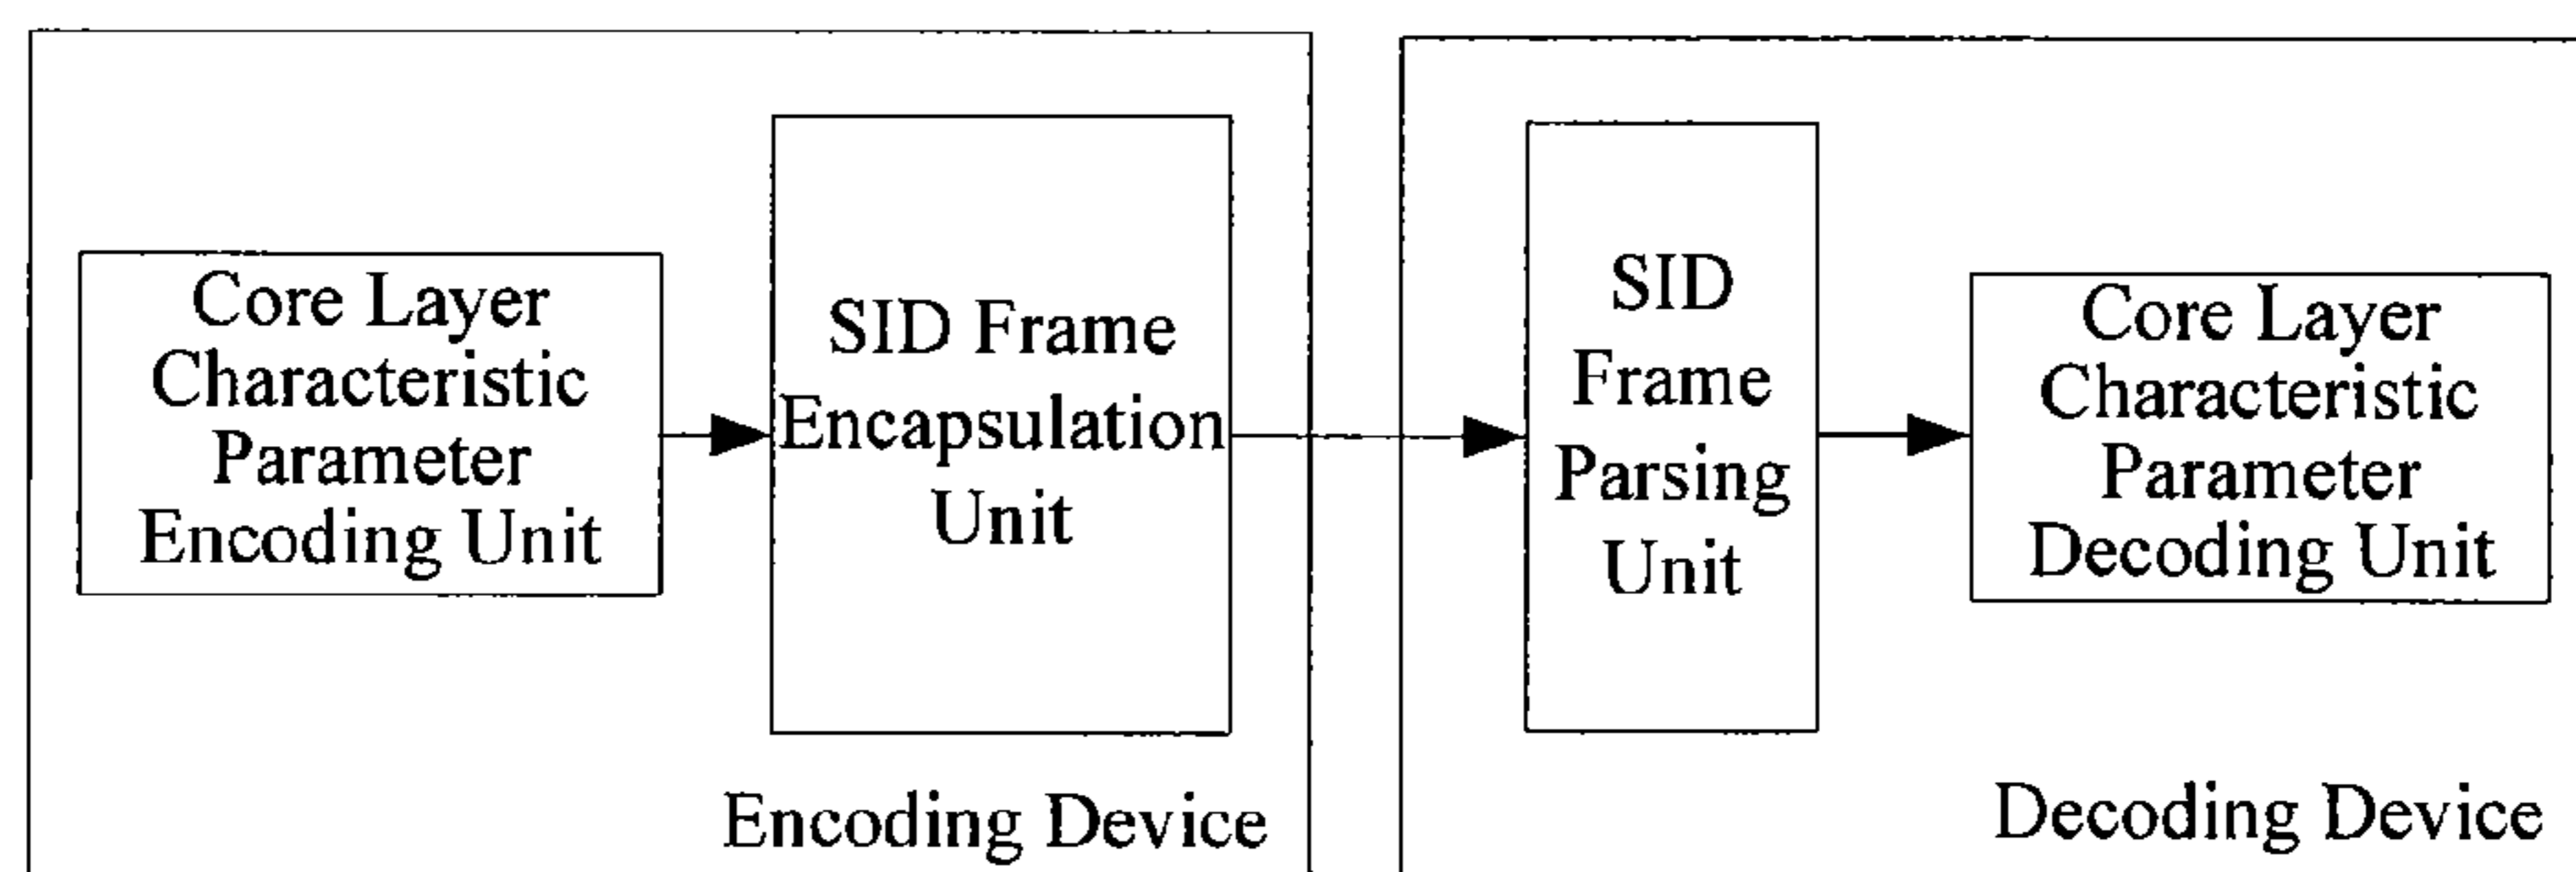 Core Layer
Characteristic
Parameter
Encoding Unit
SID Frame
Encapsulation
Unit
Encoding Device
SID
Frame
Parsing
Unit
Core Layer
Characteristic
Parameter
Decoding Unit
Decoding Device